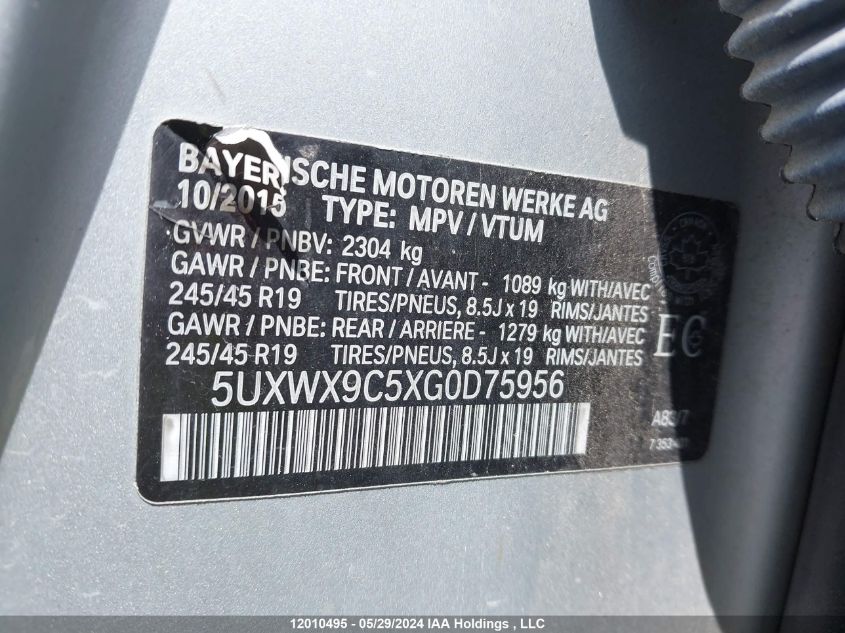 BAYERISCHE MOTOREN WERKE AG
10/2015 TYPE: MPV / VTUM
GVWR / PNBV: 2304 kg
GAWR / PNBE: FRONT / AVANT - 1089 kg WITH/AVEC
245/45 R19 TIRES/PNEUS, 8.5J x 19 RIMS/JANTES
GAWR / PNBE: REAR / ARRIERE - 1279 kg WITH/AVEC
245/45 R19 TIRES/PNEUS, 8.5J x 19 RIMS/JANTES
EC
5UXWX9C5XG0D75956
12010495 - 05/29/2024 IAA Holdings , LLC